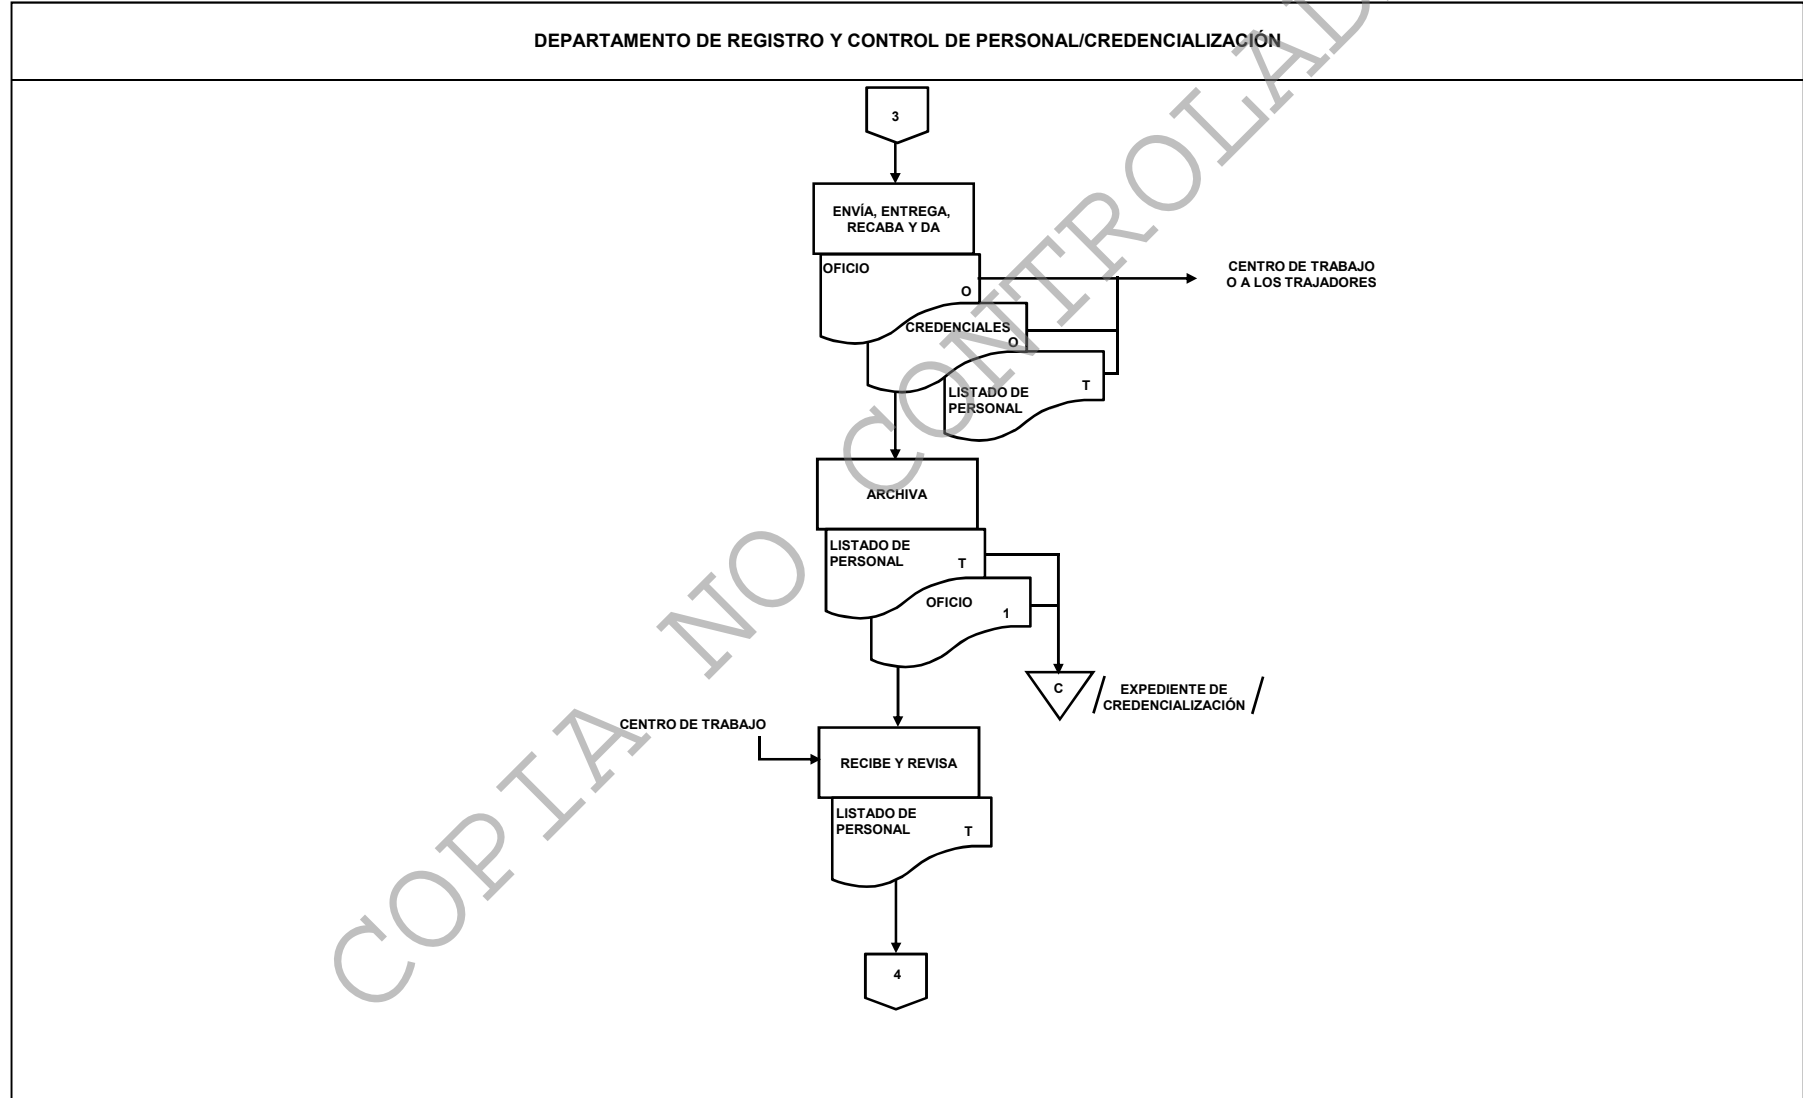 DEPARTAMENTO DE REGISTRO Y CONTROL DE PERSONAL/CREDENCIALIZACIÓN
3
ENVÍA, ENTREGA,
RECABA Y DA
OFICIO
O
CENTRO DE TRABAJO
O A LOS TRAJADORES
CREDENCIALES
O
LISTADO DE
PERSONAL
T
ARCHIVA
LISTADO DE
PERSONAL
T
OFICIO
1
C
/ EXPEDIENTE DE
CREDENCIALIZACIÓN /
CENTRO DE TRABAJO
RECIBE Y REVISA
LISTADO DE
PERSONAL
T
4
COPIA NO CONTROLAD